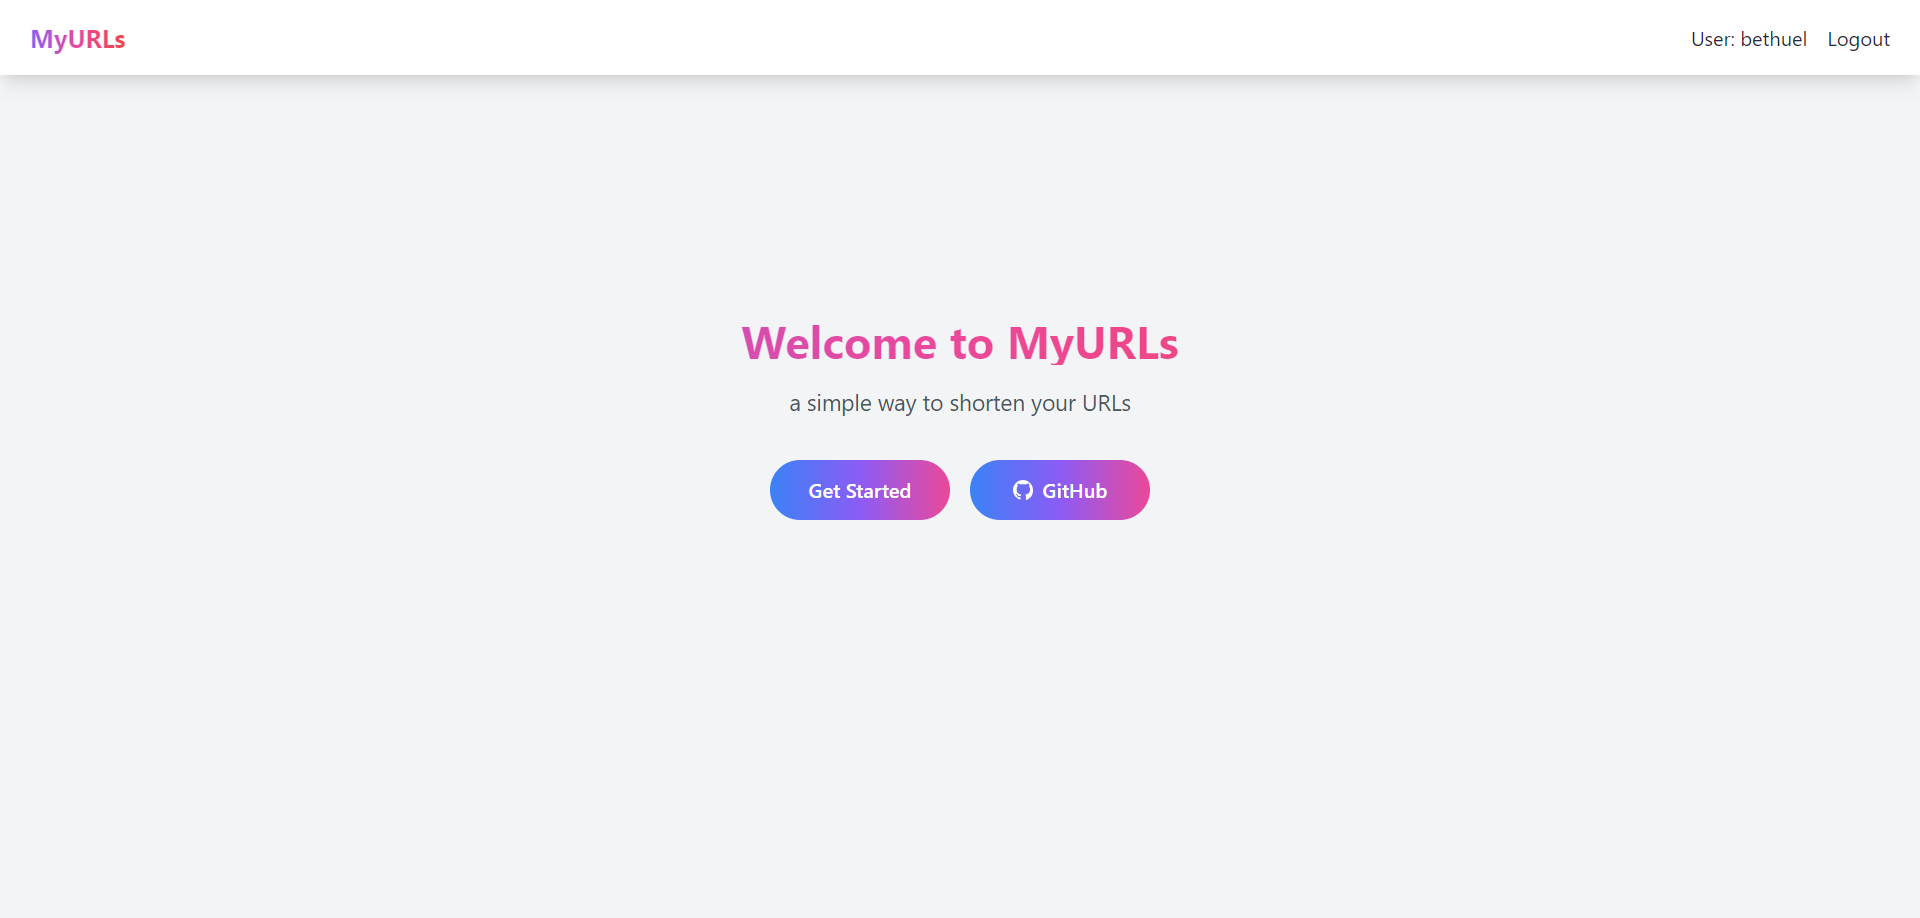 MyURLs
User: bethuel Logout
Welcome to MyURLs
a simple way to shorten your URLs
Get Started
GitHub